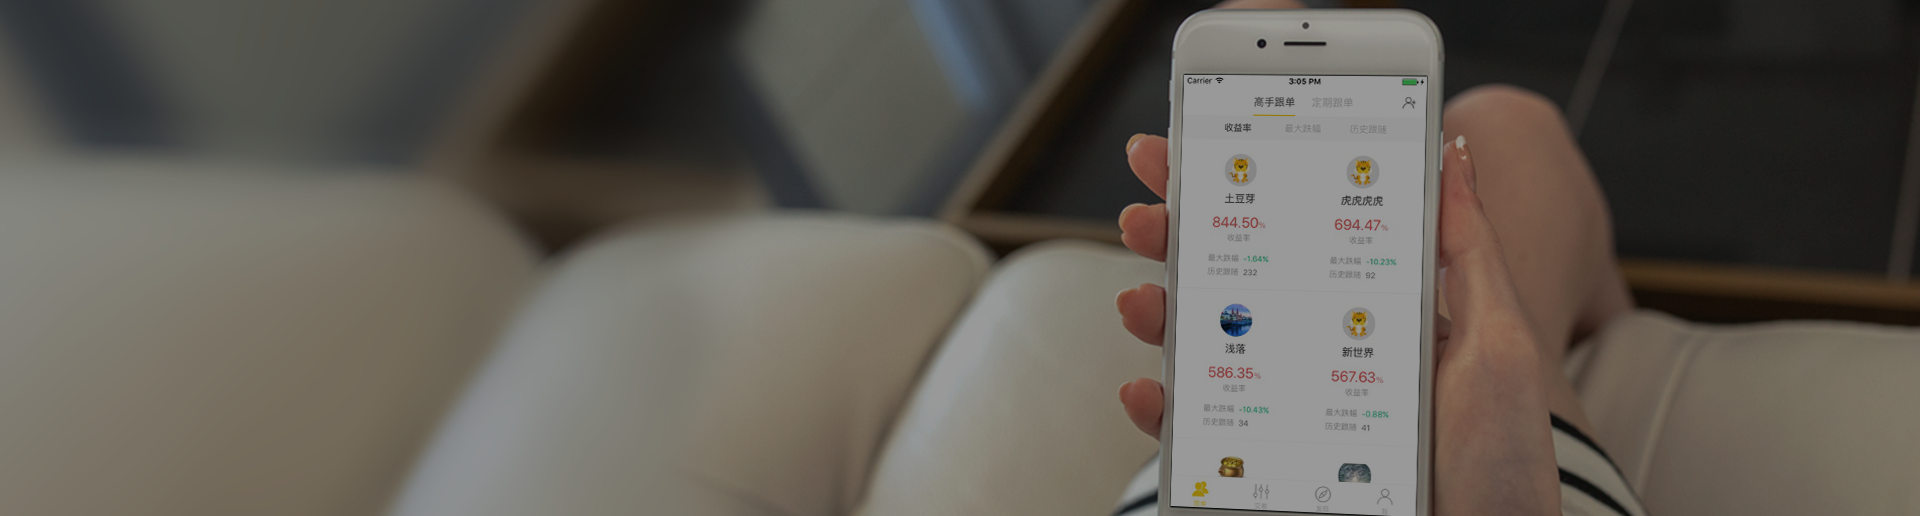 Carrier 3:05 PM
高手跟单 定期跟单
收益率 最大跌幅 历史跟随
土豆芽 虎虎虎虎
844.50% 694.47%
收益率 收益率
最大跌幅 -1.64% 最大跌幅 -10.23%
历史跟随 232 历史跟随 92
浅落 新世界
586.35% 567.63%
收益率 收益率
最大跌幅 -10.43% 最大跌幅 -0.88%
历史跟随 34 历史跟随 41